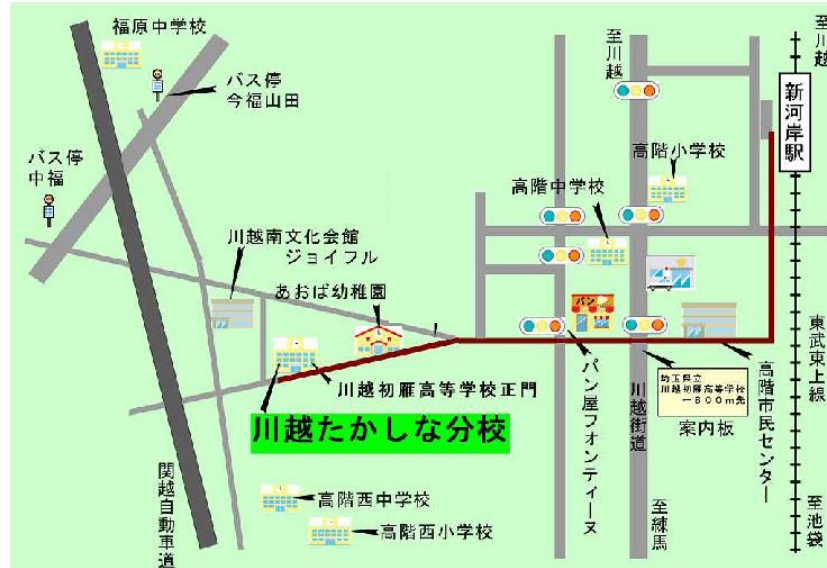 福原中学校
バス停
今福山田
バス停
中福
川越南文化会館
ジョイフル
あおば幼稚園
川越初雁高等学校正門
川越たかしな分校
高階西中学校
高階西小学校
関越自動車道
至川越
高階小学校
高階中学校
パン
パン屋フォンティーヌ
川越街道
至練馬
埼玉県立
川越初雁高等学校
ー800m先
案内板
高階市民センター
至川越
新河岸駅
東武東上線
至池袋